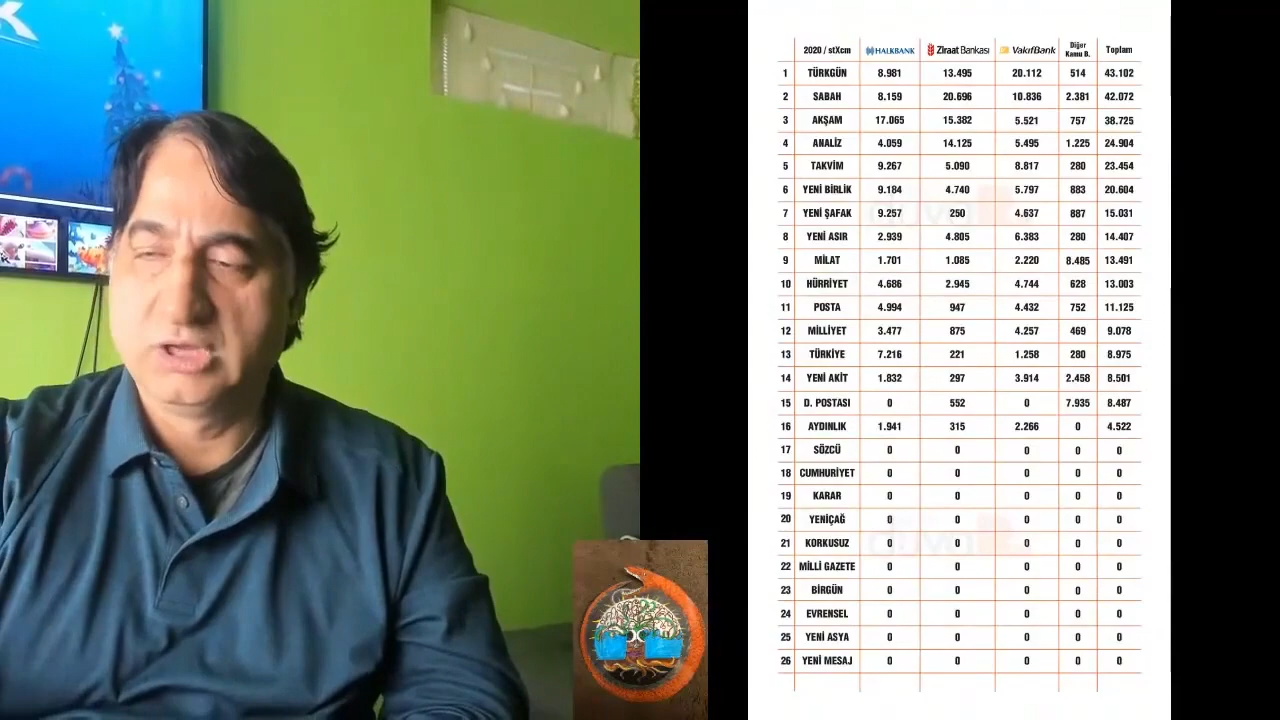 K
2020 / stXcm HALKBANK Ziraat Bankası VakıfBank Diğer Kamu B. Toplam
1 TÜRKGÜN 8.981 13.495 20.112 514 43.102
2 SABAH 8.159 20.696 10.836 2.381 42.072
3 AKŞAM 17.065 15.382 5.521 757 38.725
4 ANALİZ 4.059 14.125 5.495 1.225 24.904
5 TAKVİM 9.267 5.090 8.817 280 23.454
6 YENİ BİRLİK 9.184 4.740 5.797 883 20.604
7 YENİ ŞAFAK 9.257 250 4.637 887 15.031
8 YENİ ASIR 2.939 4.805 6.383 280 14.407
9 MİLAT 1.701 1.085 2.220 8.485 13.491
10 HÜRRİYET 4.686 2.945 4.744 628 13.003
11 POSTA 4.994 947 4.432 752 11.125
12 MİLLİYET 3.477 875 4.257 469 9.078
13 TÜRKİYE 7.216 221 1.258 280 8.975
14 YENİ AKİT 1.832 297 3.914 2.458 8.501
15 D. POSTASI 0 552 0 7.935 8.487
16 AYDINLIK 1.941 315 2.266 0 4.522
17 SÖZCÜ 0 0 0 0 0
18 CUMHURİYET 0 0 0 0 0
19 KARAR 0 0 0 0 0
20 YENİÇAĞ 0 0 0 0 0
21 KORKUSUZ 0 0 0 0 0
22 MİLLİ GAZETE 0 0 0 0 0
23 BİRGÜN 0 0 0 0 0
24 EVRENSEL 0 0 0 0 0
25 YENİ ASYA 0 0 0 0 0
26 YENİ MESAJ 0 0 0 0 0